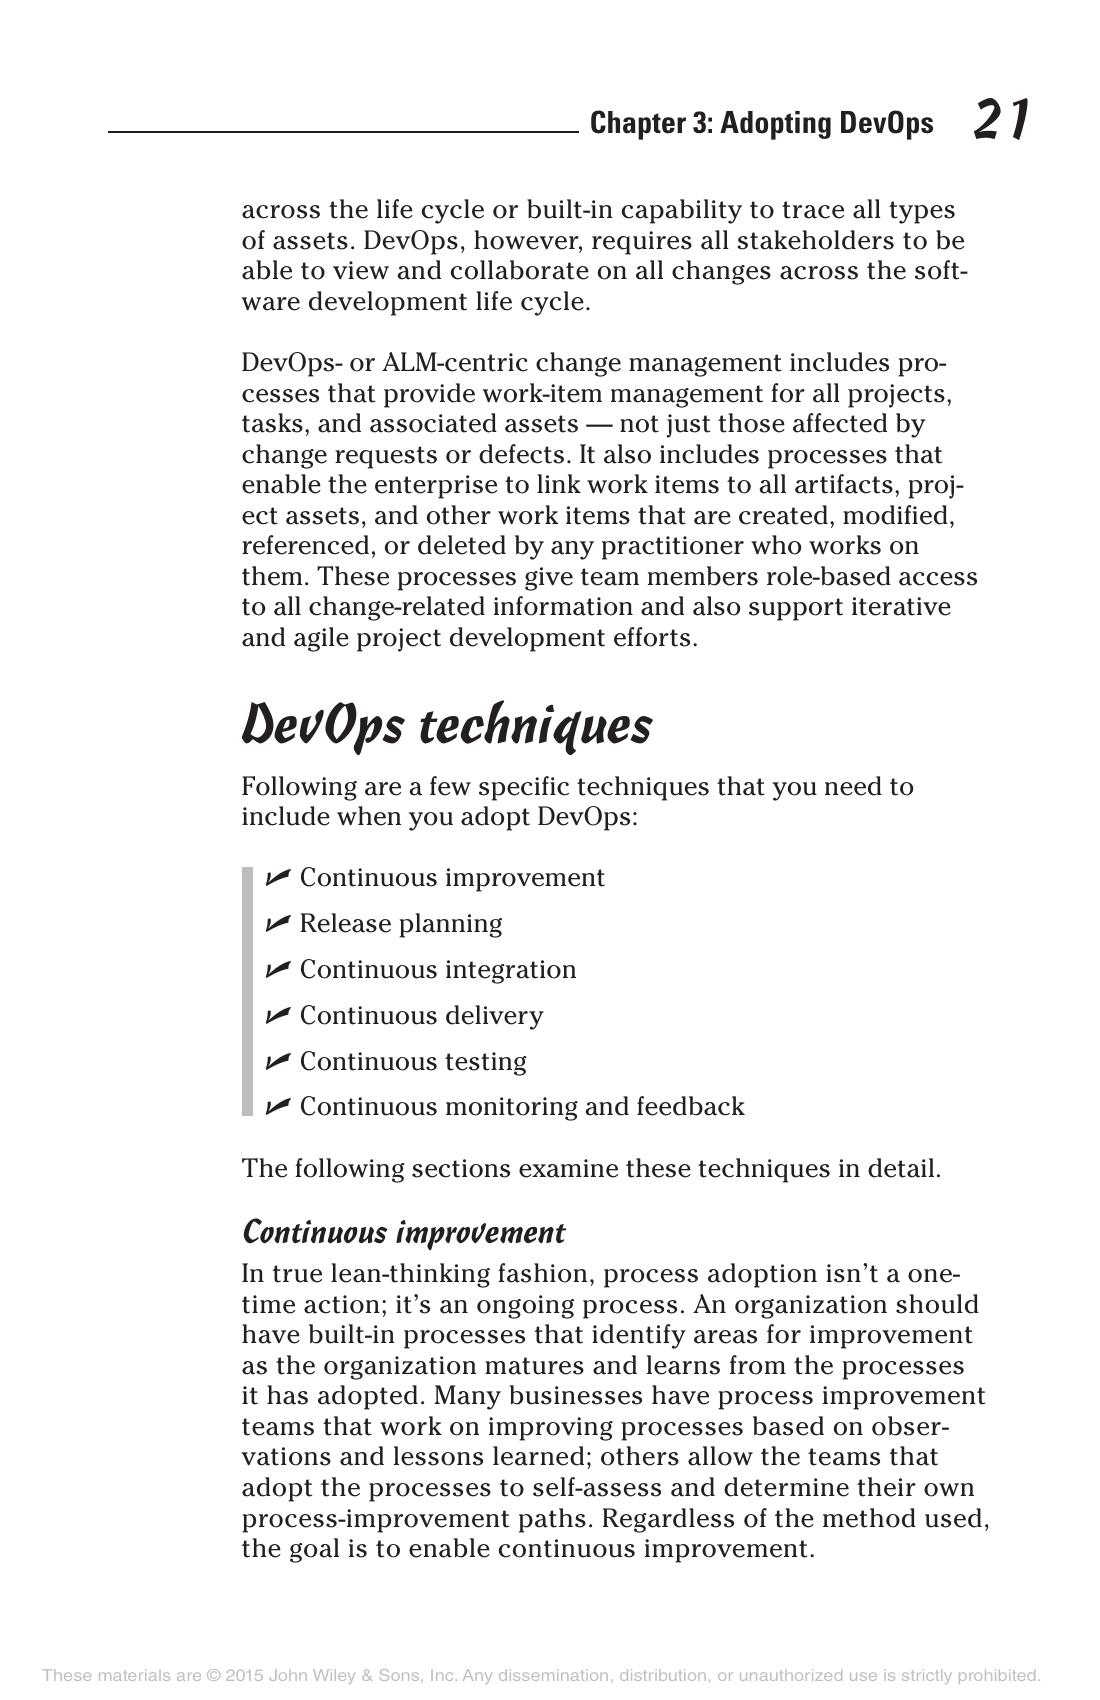 Chapter 3: Adopting DevOps 21
across the life cycle or built-in capability to trace all types
of assets. DevOps, however, requires all stakeholders to be
able to view and collaborate on all changes across the soft-
ware development life cycle.
DevOps- or ALM-centric change management includes pro-
cesses that provide work-item management for all projects,
tasks, and associated assets — not just those affected by
change requests or defects. It also includes processes that
enable the enterprise to link work items to all artifacts, proj-
ect assets, and other work items that are created, modified,
referenced, or deleted by any practitioner who works on
them. These processes give team members role-based access
to all change-related information and also support iterative
and agile project development efforts.
DevOps techniques
Following are a few specific techniques that you need to
include when you adopt DevOps:
✓ Continuous improvement
✓ Release planning
✓ Continuous integration
✓ Continuous delivery
✓ Continuous testing
✓ Continuous monitoring and feedback
The following sections examine these techniques in detail.
Continuous improvement
In true lean-thinking fashion, process adoption isn’t a one-
time action; it’s an ongoing process. An organization should
have built-in processes that identify areas for improvement
as the organization matures and learns from the processes
it has adopted. Many businesses have process improvement
teams that work on improving processes based on obser-
vations and lessons learned; others allow the teams that
adopt the processes to self-assess and determine their own
process-improvement paths. Regardless of the method used,
the goal is to enable continuous improvement.
These materials are © 2015 John Wiley & Sons, Inc. Any dissemination, distribution, or unauthorized use is strictly prohibited.